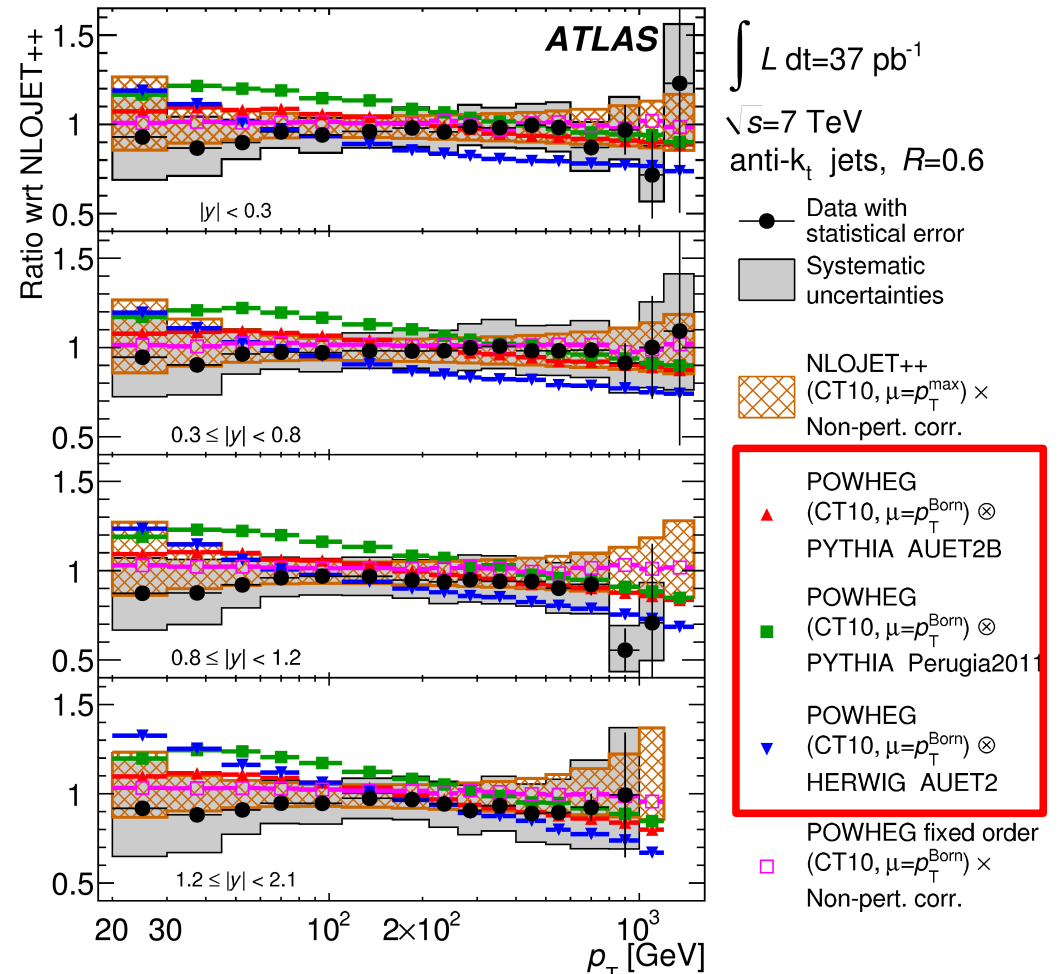 Ratio wrt NLOJET++
1.5
1
0.5
ATLAS
|y| < 0.3
1.5
1
0.5
0.3 ≤ |y| < 0.8
1.5
1
0.5
0.8 ≤ |y| < 1.2
1.5
1
0.5
1.2 ≤ |y| < 2.1
20 30 10² 2×10² 10³
p_T [GeV]
∫ L dt=37 pb⁻¹
√s=7 TeV
anti-k_t jets, R=0.6
Data with
statistical error
Systematic
uncertainties
NLOJET++
(CT10, μ=p_T^max) ×
Non-pert. corr.
POWHEG
(CT10, μ=p_T^Born) ⊗
PYTHIA AUET2B
POWHEG
(CT10, μ=p_T^Born) ⊗
PYTHIA Perugia2011
POWHEG
(CT10, μ=p_T^Born) ⊗
HERWIG AUET2
POWHEG fixed order
(CT10, μ=p_T^Born) ×
Non-pert. corr.